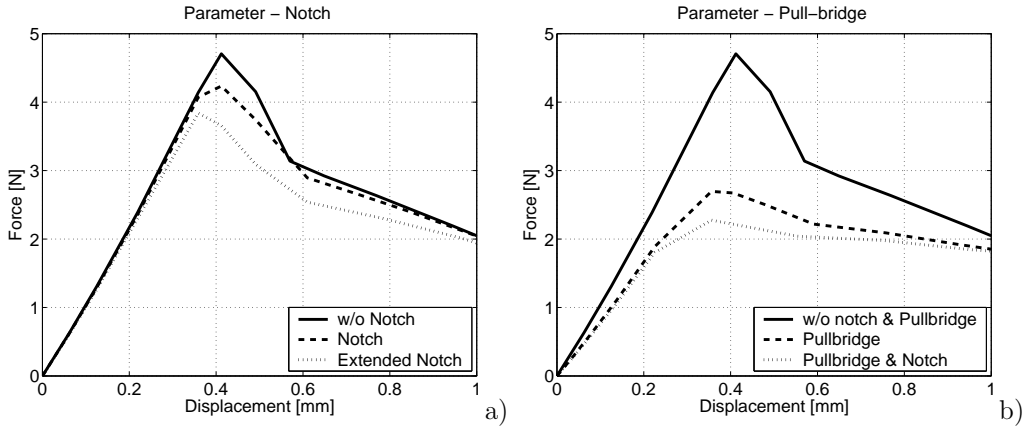 Parameter – Notch
5
4
3
2
1
0
Force [N]
0
0.2
0.4
0.6
0.8
1
Displacement [mm]
w/o Notch
Notch
Extended Notch
a)
Parameter – Pull–bridge
5
4
3
2
1
0
Force [N]
0
0.2
0.4
0.6
0.8
1
Displacement [mm]
w/o notch & Pullbridge
Pullbridge
Pullbridge & Notch
b)